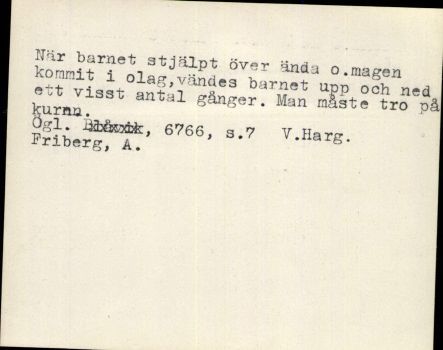 När barnet stjälpt över ända o.magen
kommit i olag,vändes barnet upp och ned
ett visst antal gånger. Man måste tro på
kurnn.
Ögl. , 6766, s.7 V.Harg.
Friberg, A.